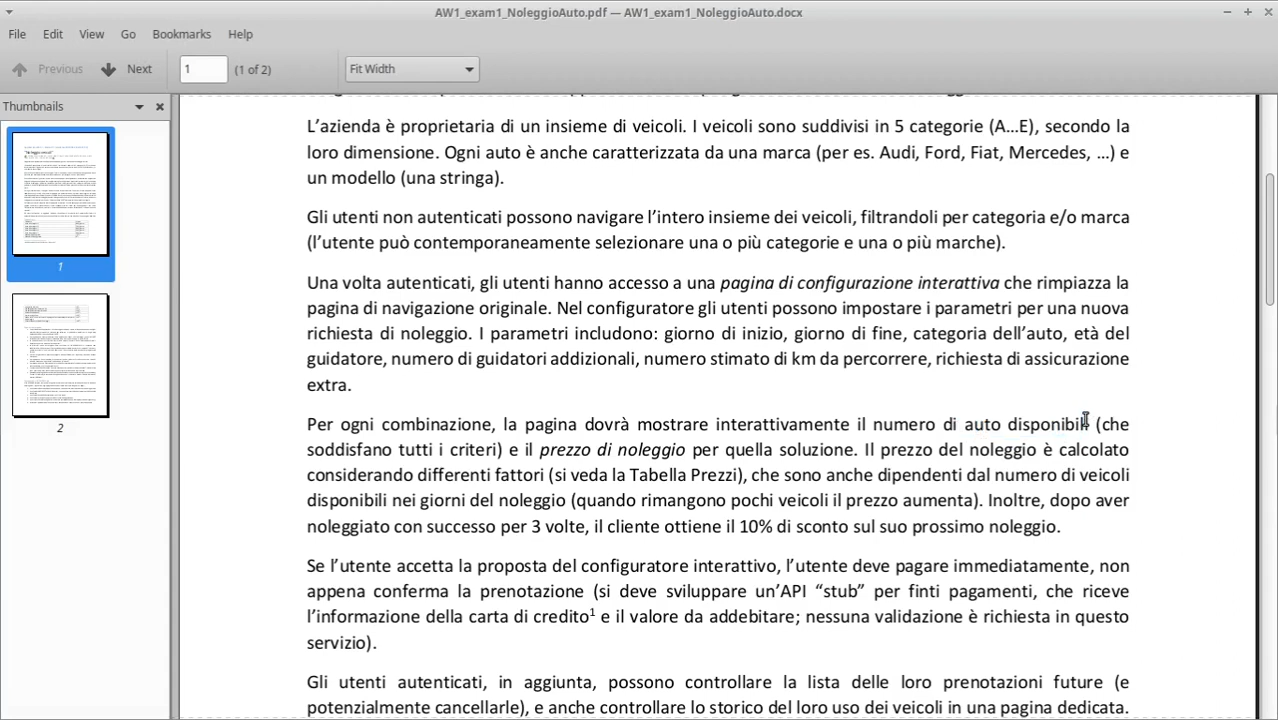 AW1_exam1_NoleggioAuto.pdf — AW1_exam1_NoleggioAuto.docx
File Edit View Go Bookmarks Help
Previous Next 1 (1 of 2) Fit Width
Thumbnails
1
2
L’azienda è proprietaria di un insieme di veicoli. I veicoli sono suddivisi in 5 categorie (A…E), secondo la
loro dimensione. Ogni auto è anche caratterizzata da una marca (per es. Audi, Ford, Fiat, Mercedes, …) e
un modello (una stringa).
Gli utenti non autenticati possono navigare l’intero insieme dei veicoli, filtrandoli per categoria e/o marca
(l’utente può contemporaneamente selezionare una o più categorie e una o più marche).
Una volta autenticati, gli utenti hanno accesso a una pagina di configurazione interattiva che rimpiazza la
pagina di navigazione originale. Nel configuratore gli utenti possono impostare i parametri per una nuova
richiesta di noleggio. I parametri includono: giorno di inizio, giorno di fine, categoria dell’auto, età del
guidatore, numero di guidatori addizionali, numero stimato di km da percorrere, richiesta di assicurazione
extra.
Per ogni combinazione, la pagina dovrà mostrare interattivamente il numero di auto disponibili (che
soddisfano tutti i criteri) e il prezzo di noleggio per quella soluzione. Il prezzo del noleggio è calcolato
considerando differenti fattori (si veda la Tabella Prezzi), che sono anche dipendenti dal numero di veicoli
disponibili nei giorni del noleggio (quando rimangono pochi veicoli il prezzo aumenta). Inoltre, dopo aver
noleggiato con successo per 3 volte, il cliente ottiene il 10% di sconto sul suo prossimo noleggio.
Se l’utente accetta la proposta del configuratore interattivo, l’utente deve pagare immediatamente, non
appena conferma la prenotazione (si deve sviluppare un’API “stub” per finti pagamenti, che riceve
l’informazione della carta di credito¹ e il valore da addebitare; nessuna validazione è richiesta in questo
servizio).
Gli utenti autenticati, in aggiunta, possono controllare la lista delle loro prenotazioni future (e
potenzialmente cancellarle), e anche controllare lo storico del loro uso dei veicoli in una pagina dedicata.